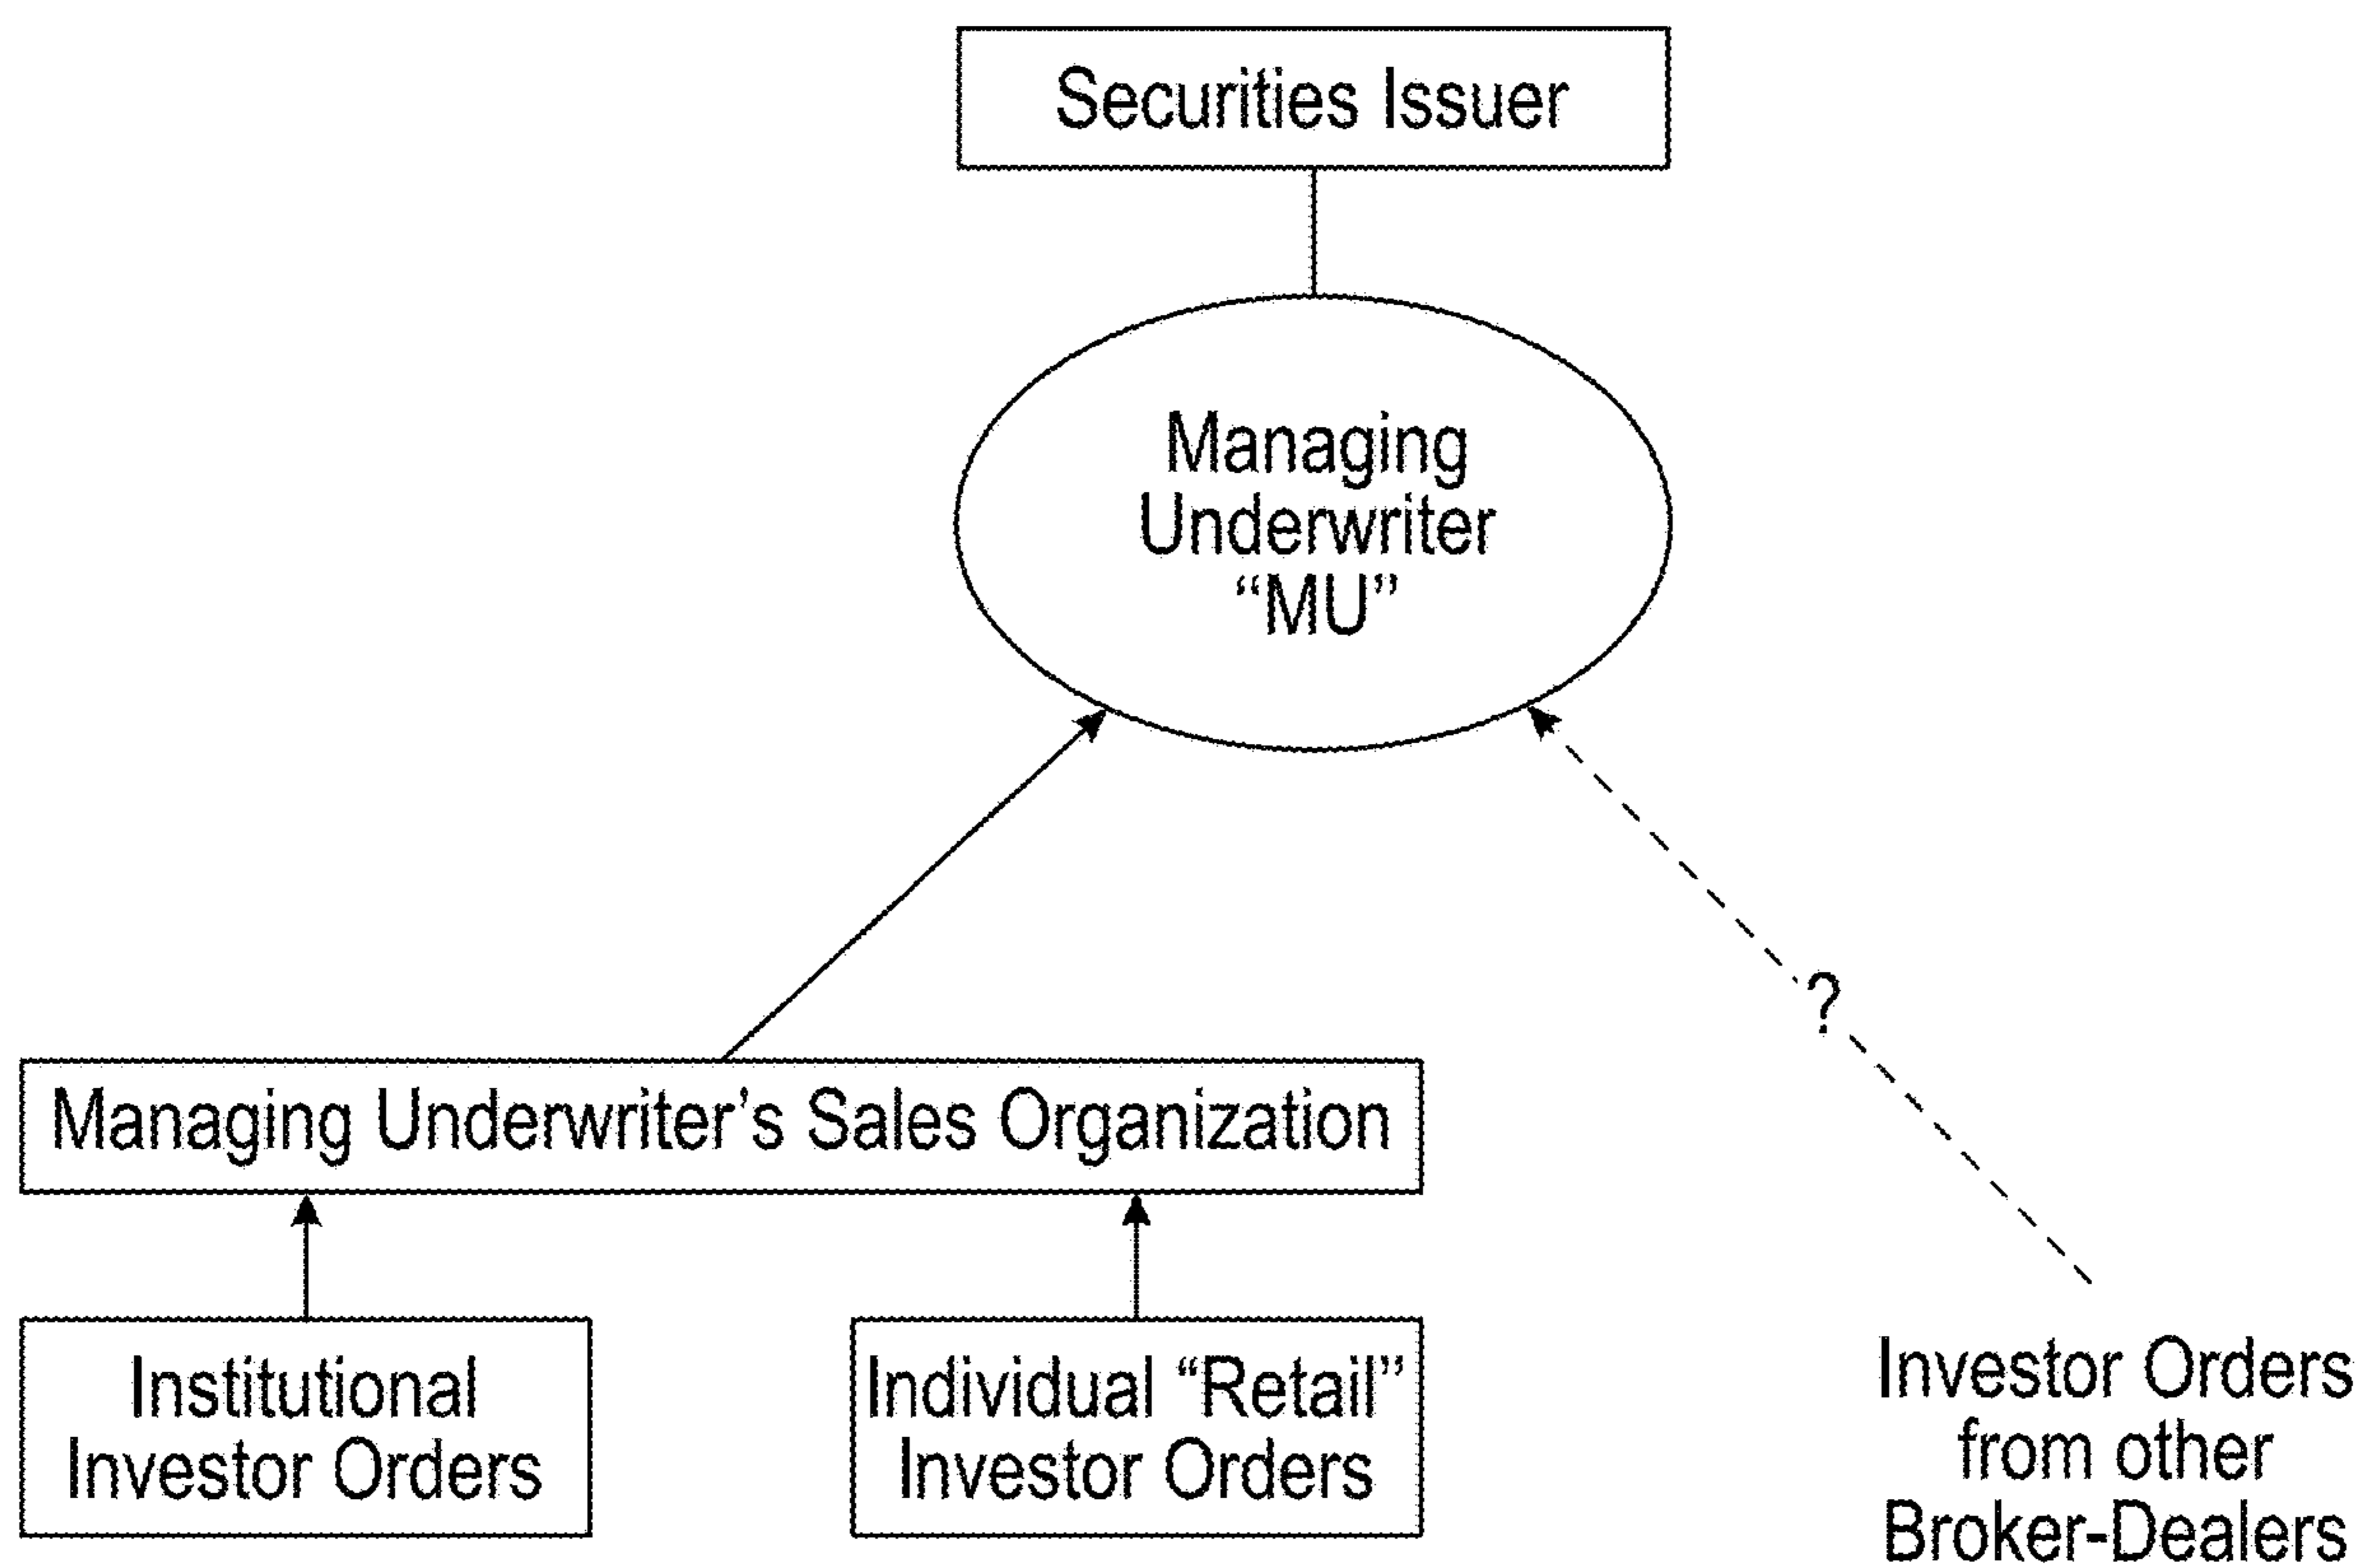 Securities Issuer
Managing
Underwriter
“MU”
?
Managing Underwriter’s Sales Organization
Institutional
Investor Orders
Individual “Retail”
Investor Orders
Investor Orders
from other
Broker-Dealers